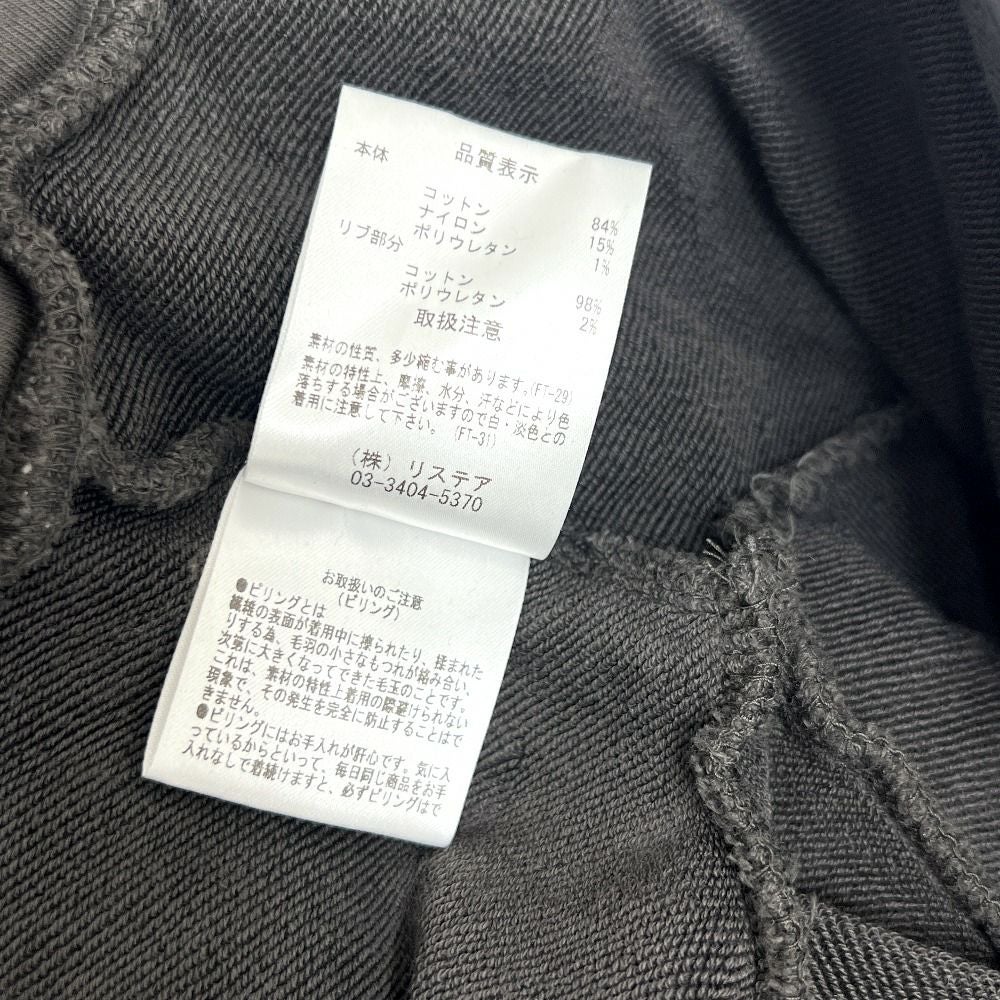 品質表示
本体
コットン 84%
ナイロン 15%
ポリウレタン 1%
リブ部分
コットン 98%
ポリウレタン 2%
取扱注意
素材の性質、多少縮む事があります。(FT-29)
素材の特性上、摩擦、水分、汗などにより色
落ちする場合がございますので白・淡色との
着用に注意して下さい。 (FT-31)
(株) リステア
03-3404-5370
お取扱いのご注意
(ピリング)
●ピリングとは
繊維の表面が着用中に擦られたり、揉まれた
りする為、毛羽の小さなもつれが絡み合い、
次第に大きくなってできた毛玉のことです。
これは、素材の特性上着用の際避けられない
現象で、その発生を完全に防止することはで
きません。
●ピリングにはお手入れが肝心です。気に入
っているからといって、毎日同じ商品をお手
入れなしで着続けますと、必ずピリングはで